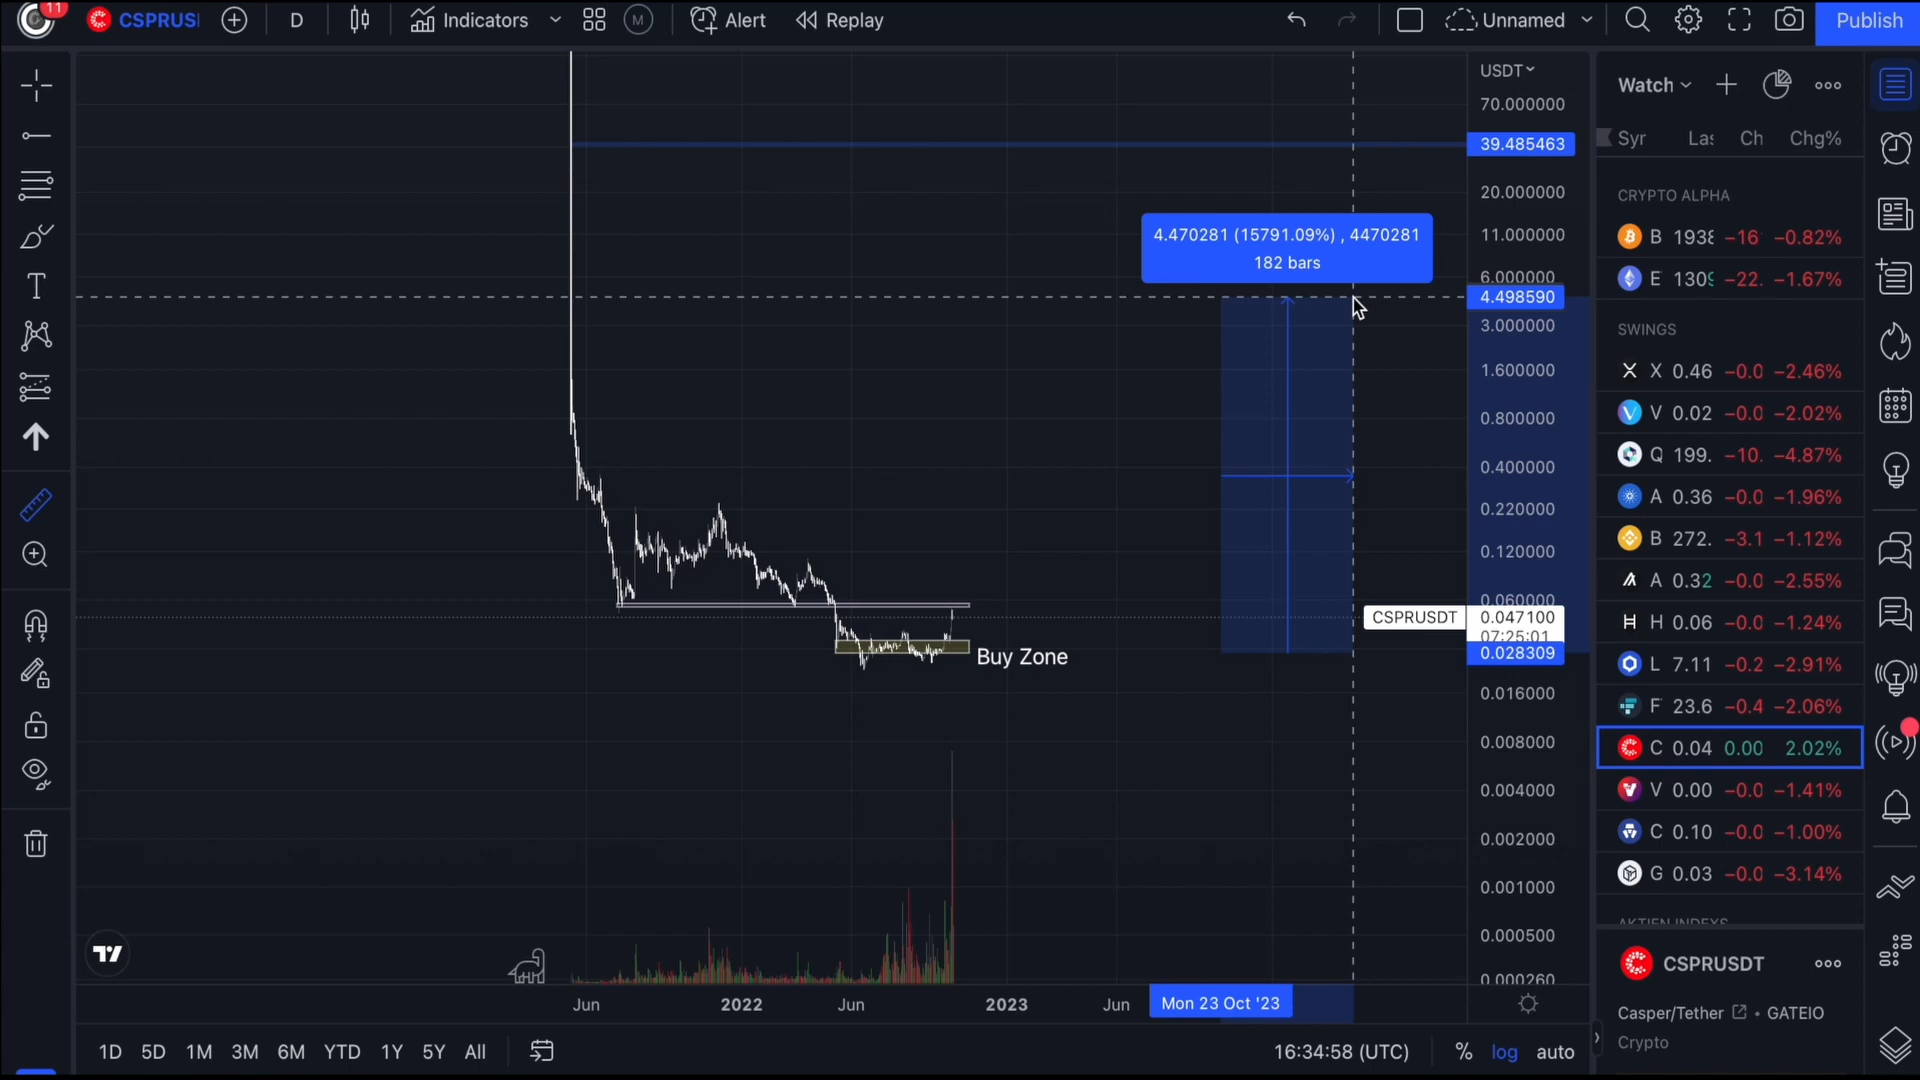 11
CSPRUS
D
Indicators
M
Alert
Replay
Unnamed
Publish
USDT
70.000000
39.485463
20.000000
11.000000
6.000000
4.498590
3.000000
1.600000
0.800000
0.400000
0.220000
0.120000
0.060000
CSPRUSDT
0.047100
07:25:01
0.028309
0.016000
0.008000
0.004000
0.002000
0.001000
0.000500
0.000260
4.470281 (15791.09%) , 4470281
182 bars
Buy Zone
Jun
2022
Jun
2023
Jun
Mon 23 Oct '23
1D 5D 1M 3M 6M YTD 1Y 5Y All
16:34:58 (UTC) % log auto
Watch
Syr Las Ch Chg%
CRYPTO ALPHA
B 1938 −16 −0.82%
E 1309 −22. −1.67%
SWINGS
X 0.46 −0.0 −2.46%
V 0.02 −0.0 −2.02%
Q 199. −10. −4.87%
A 0.36 −0.0 −1.96%
B 272. −3.1 −1.12%
A 0.32 −0.0 −2.55%
H 0.06 −0.0 −1.24%
L 7.11 −0.2 −2.91%
F 23.6 −0.4 −2.06%
C 0.04 0.00 2.02%
V 0.00 −0.0 −1.41%
C 0.10 −0.0 −1.00%
G 0.03 −0.0 −3.14%
AKTIEN INDEXS
CSPRUSDT
Casper/Tether • GATEIO
Crypto